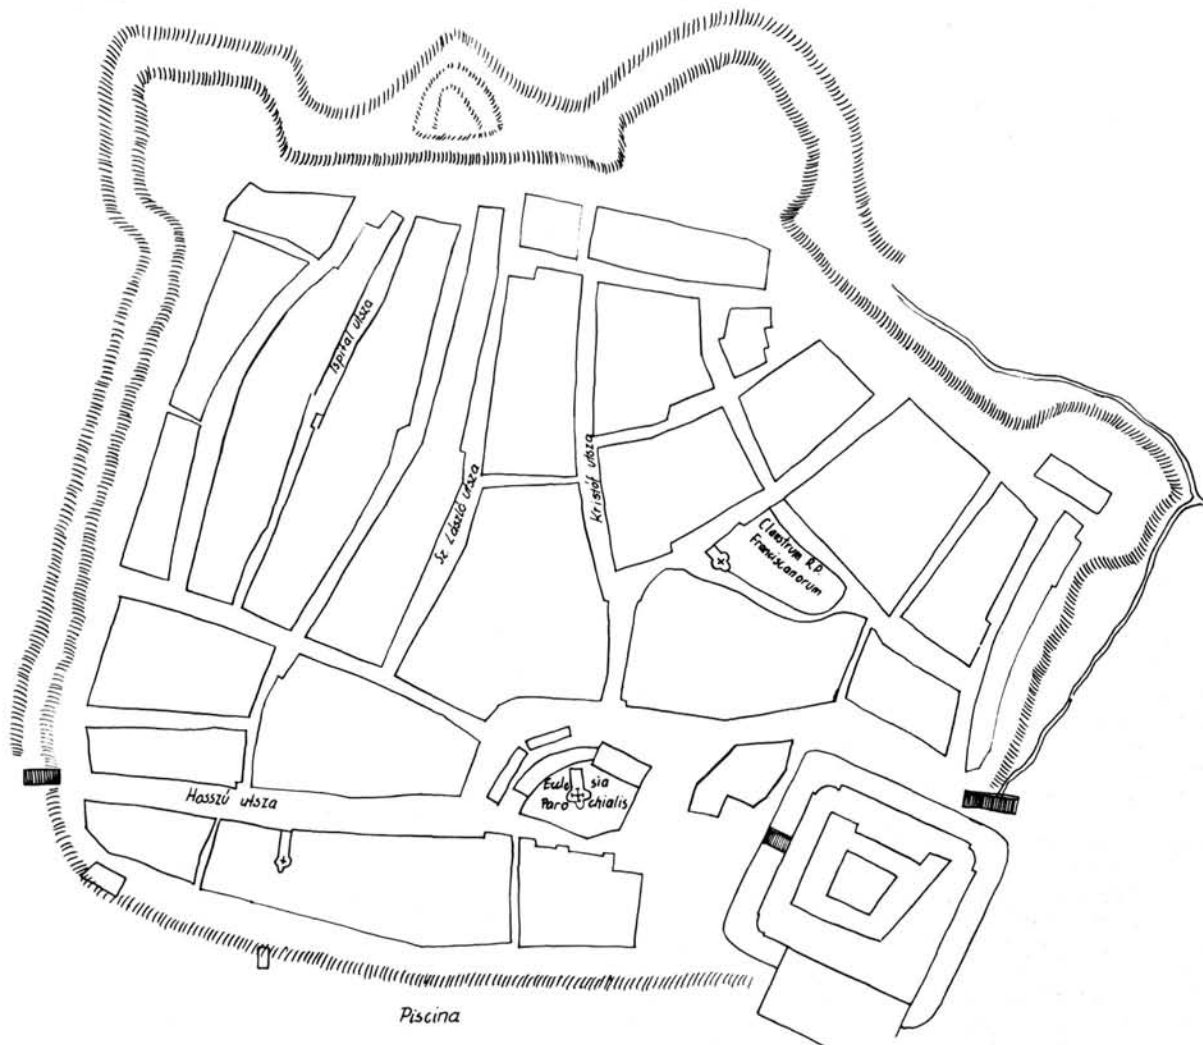 Ispital utsza
Sz. László utsza
Kristóf utsza
Claustrum R.P.
Franciscanorum
Eccle sia
Paro chialis
Hosszú utsza
Piscina